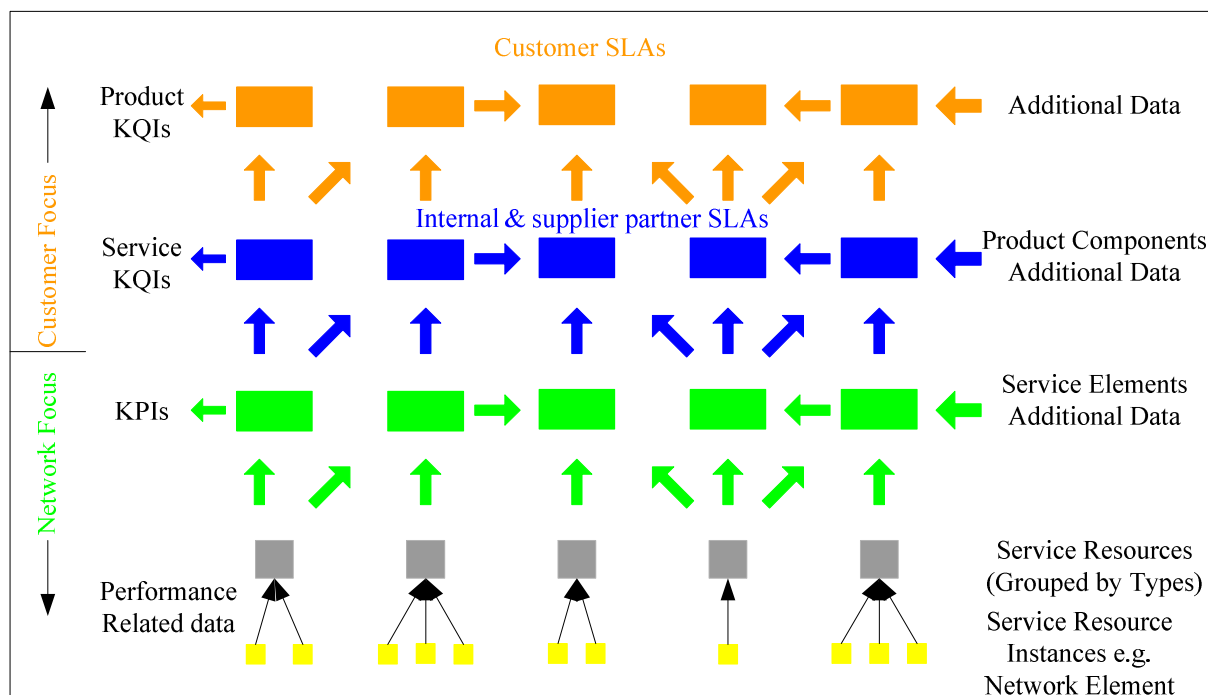 Customer SLAs
Product
KQIs
Additional Data
Customer Focus
Internal & supplier partner SLAs
Service
KQIs
Product Components
Additional Data
Network Focus
KPIs
Service Elements
Additional Data
Performance
Related data
Service Resources
(Grouped by Types)
Service Resource
Instances e.g.
Network Element